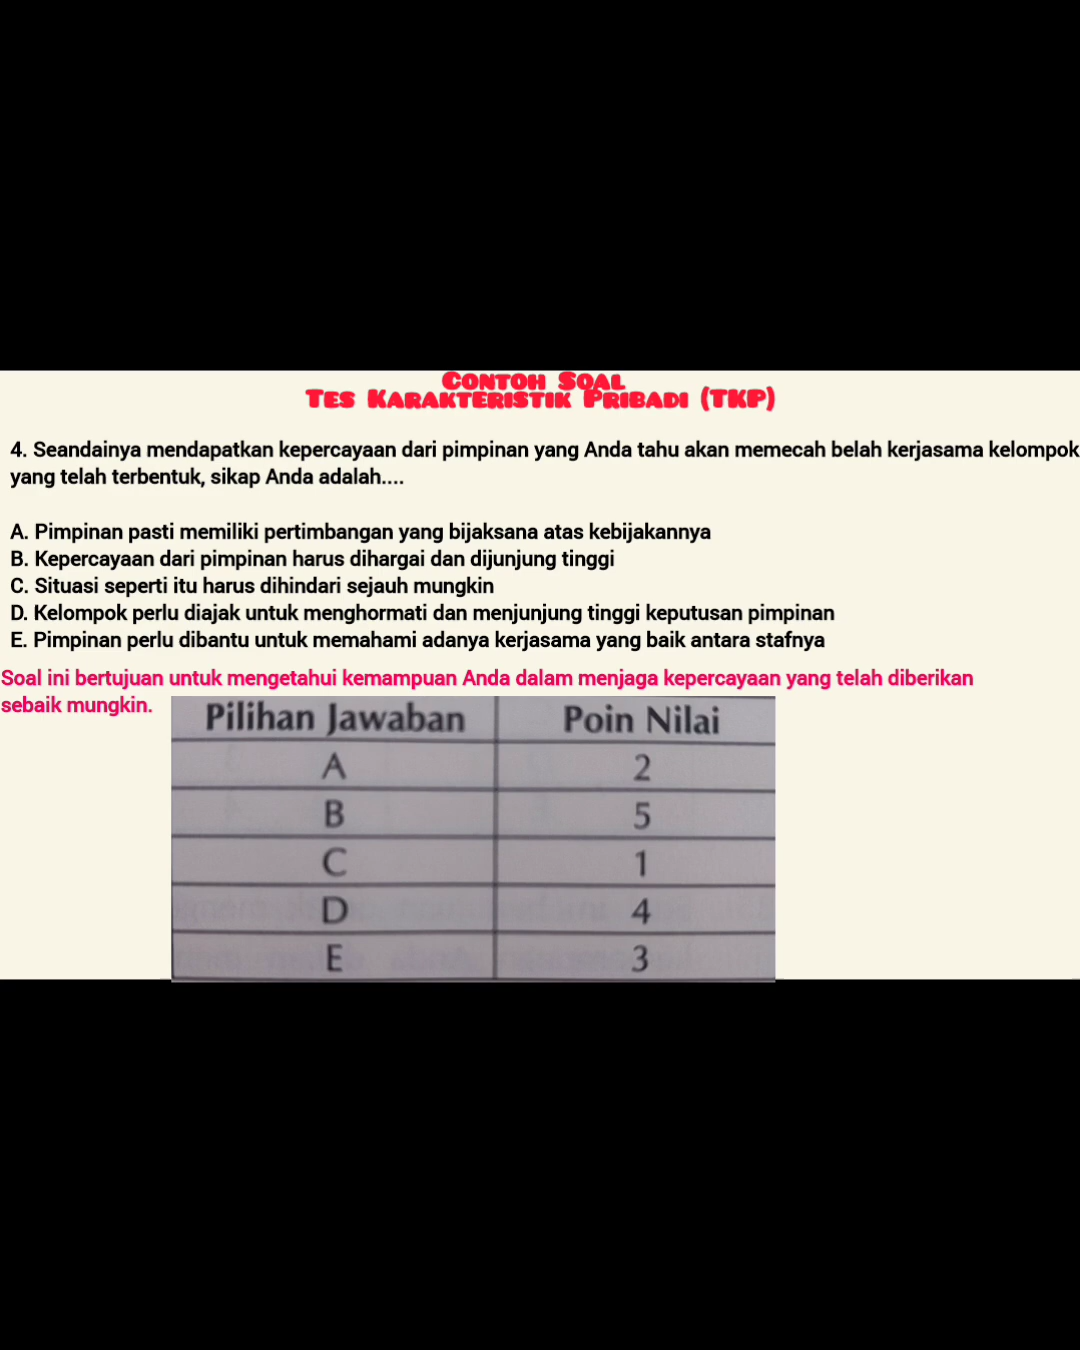 Contoh Soal
Tes Karakteristik Pribadi (TKP)
4. Seandainya mendapatkan kepercayaan dari pimpinan yang Anda tahu akan memecah belah kerjasama kelompok
yang telah terbentuk, sikap Anda adalah....
A. Pimpinan pasti memiliki pertimbangan yang bijaksana atas kebijakannya
B. Kepercayaan dari pimpinan harus dihargai dan dijunjung tinggi
C. Situasi seperti itu harus dihindari sejauh mungkin
D. Kelompok perlu diajak untuk menghormati dan menjunjung tinggi keputusan pimpinan
E. Pimpinan perlu dibantu untuk memahami adanya kerjasama yang baik antara stafnya
Soal ini bertujuan untuk mengetahui kemampuan Anda dalam menjaga kepercayaan yang telah diberikan
sebaik mungkin.
Pilihan Jawaban Poin Nilai
A 2
B 5
C 1
D 4
E 3